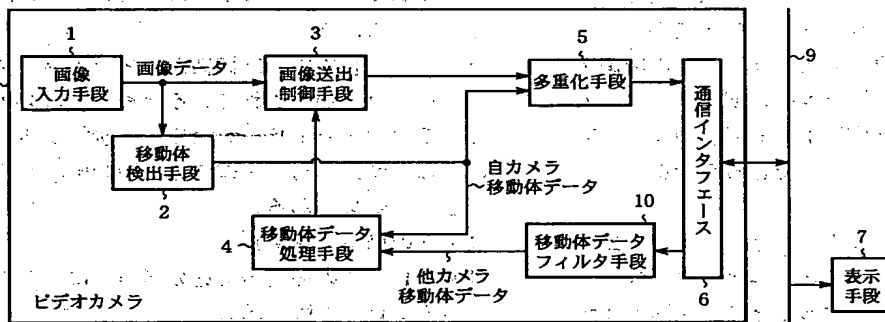 1
画像
入力手段
画像データ
3
画像送出
制御手段
5
多重化手段
通信インタフェース
6
9
移動体
検出手段
2
自カメラ
移動体データ
4
移動体データ
処理手段
他カメラ
移動体データ
10
移動体データ
フィルタ手段
7
表示
手段
ビデオカメラ